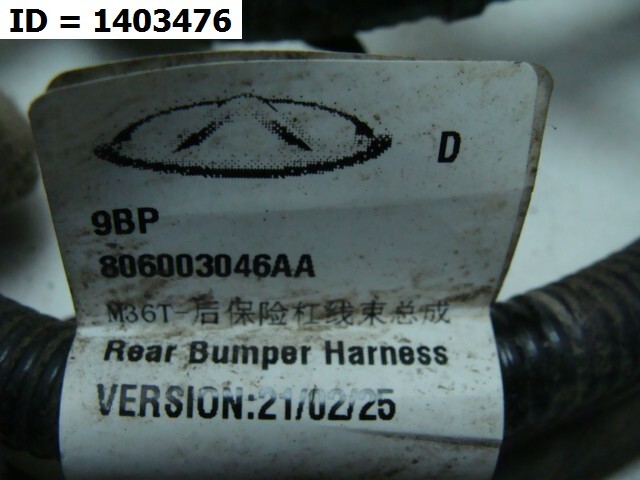 ID = 1403476
D
9BP
806003046AA
M36T-后保险杠线束总成
Rear Bumper Harness
VERSION:21/02/25